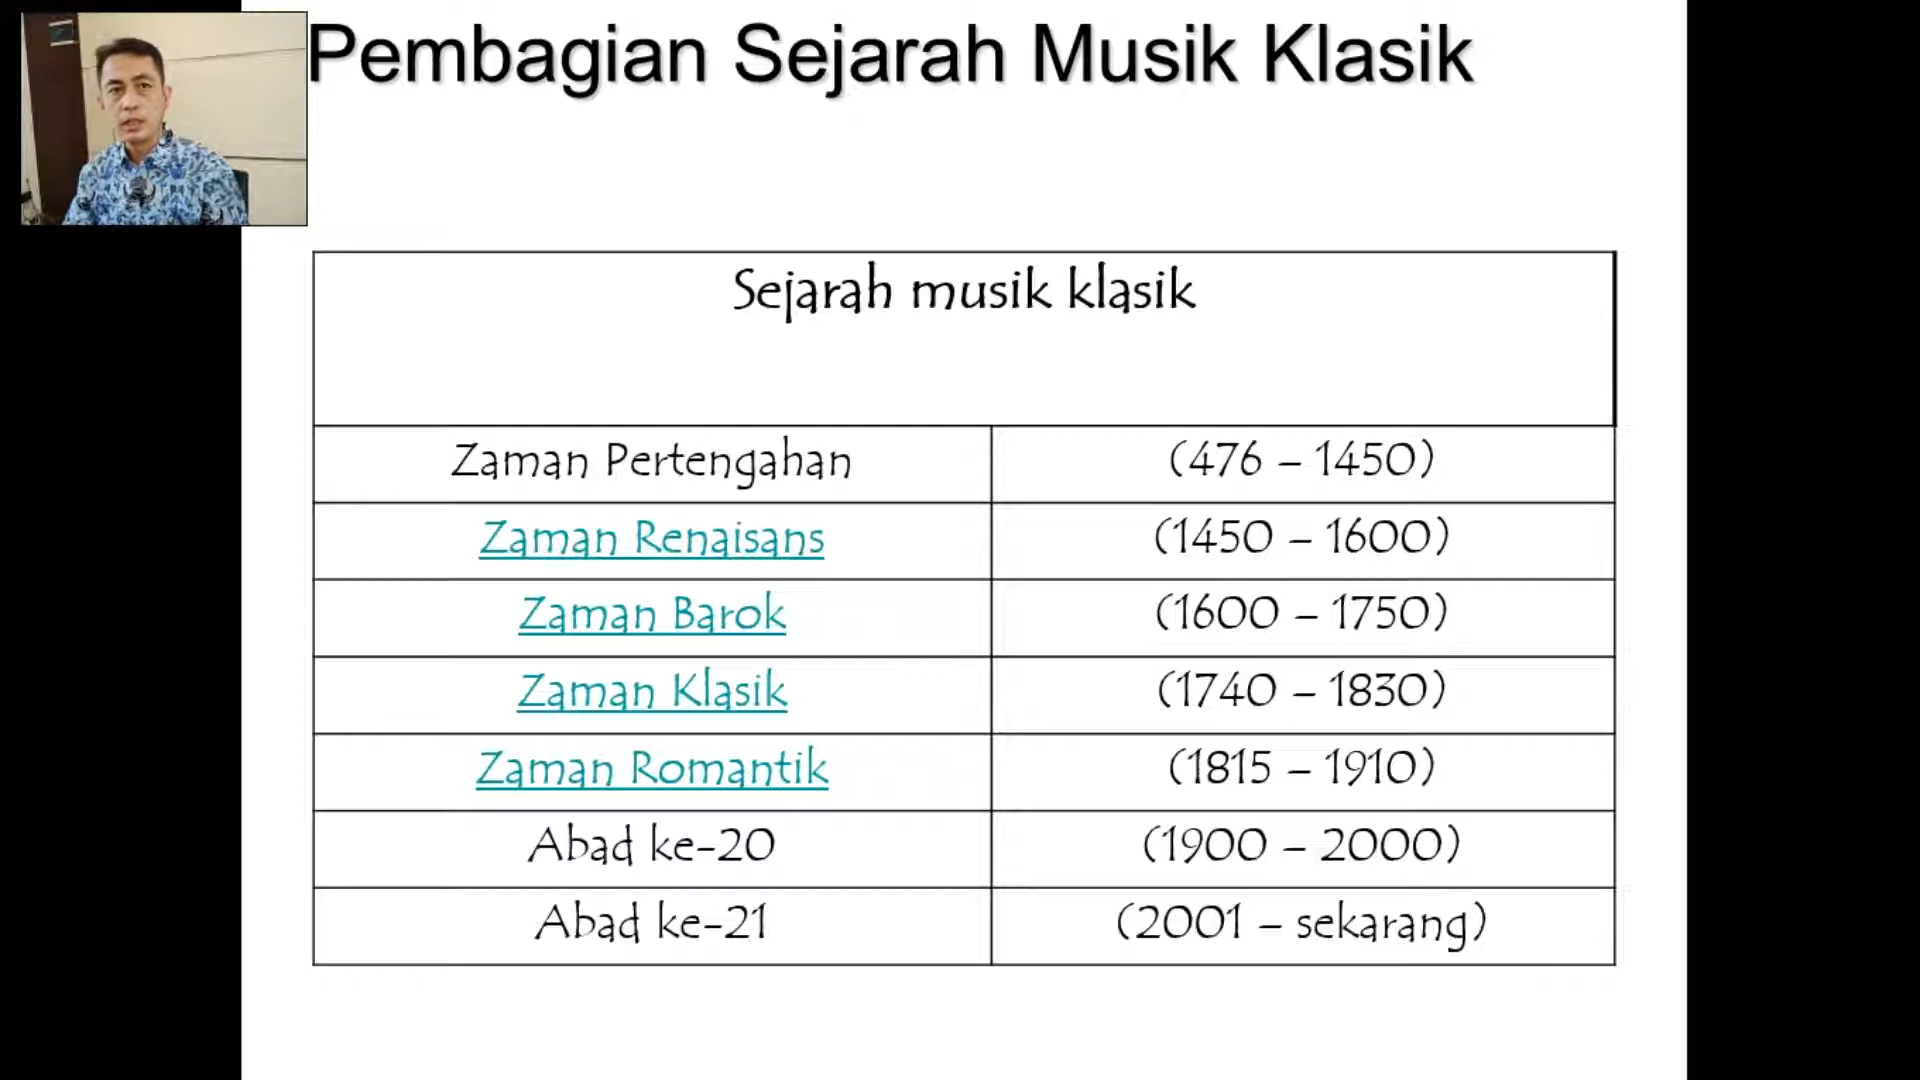 Pembagian Sejarah Musik Klasik
Sejarah musik klasik
Zaman Pertengahan (476 – 1450)
Zaman Renaisans (1450 – 1600)
Zaman Barok (1600 – 1750)
Zaman Klasik (1740 – 1830)
Zaman Romantik (1815 – 1910)
Abad ke-20 (1900 – 2000)
Abad ke-21 (2001 – sekarang)